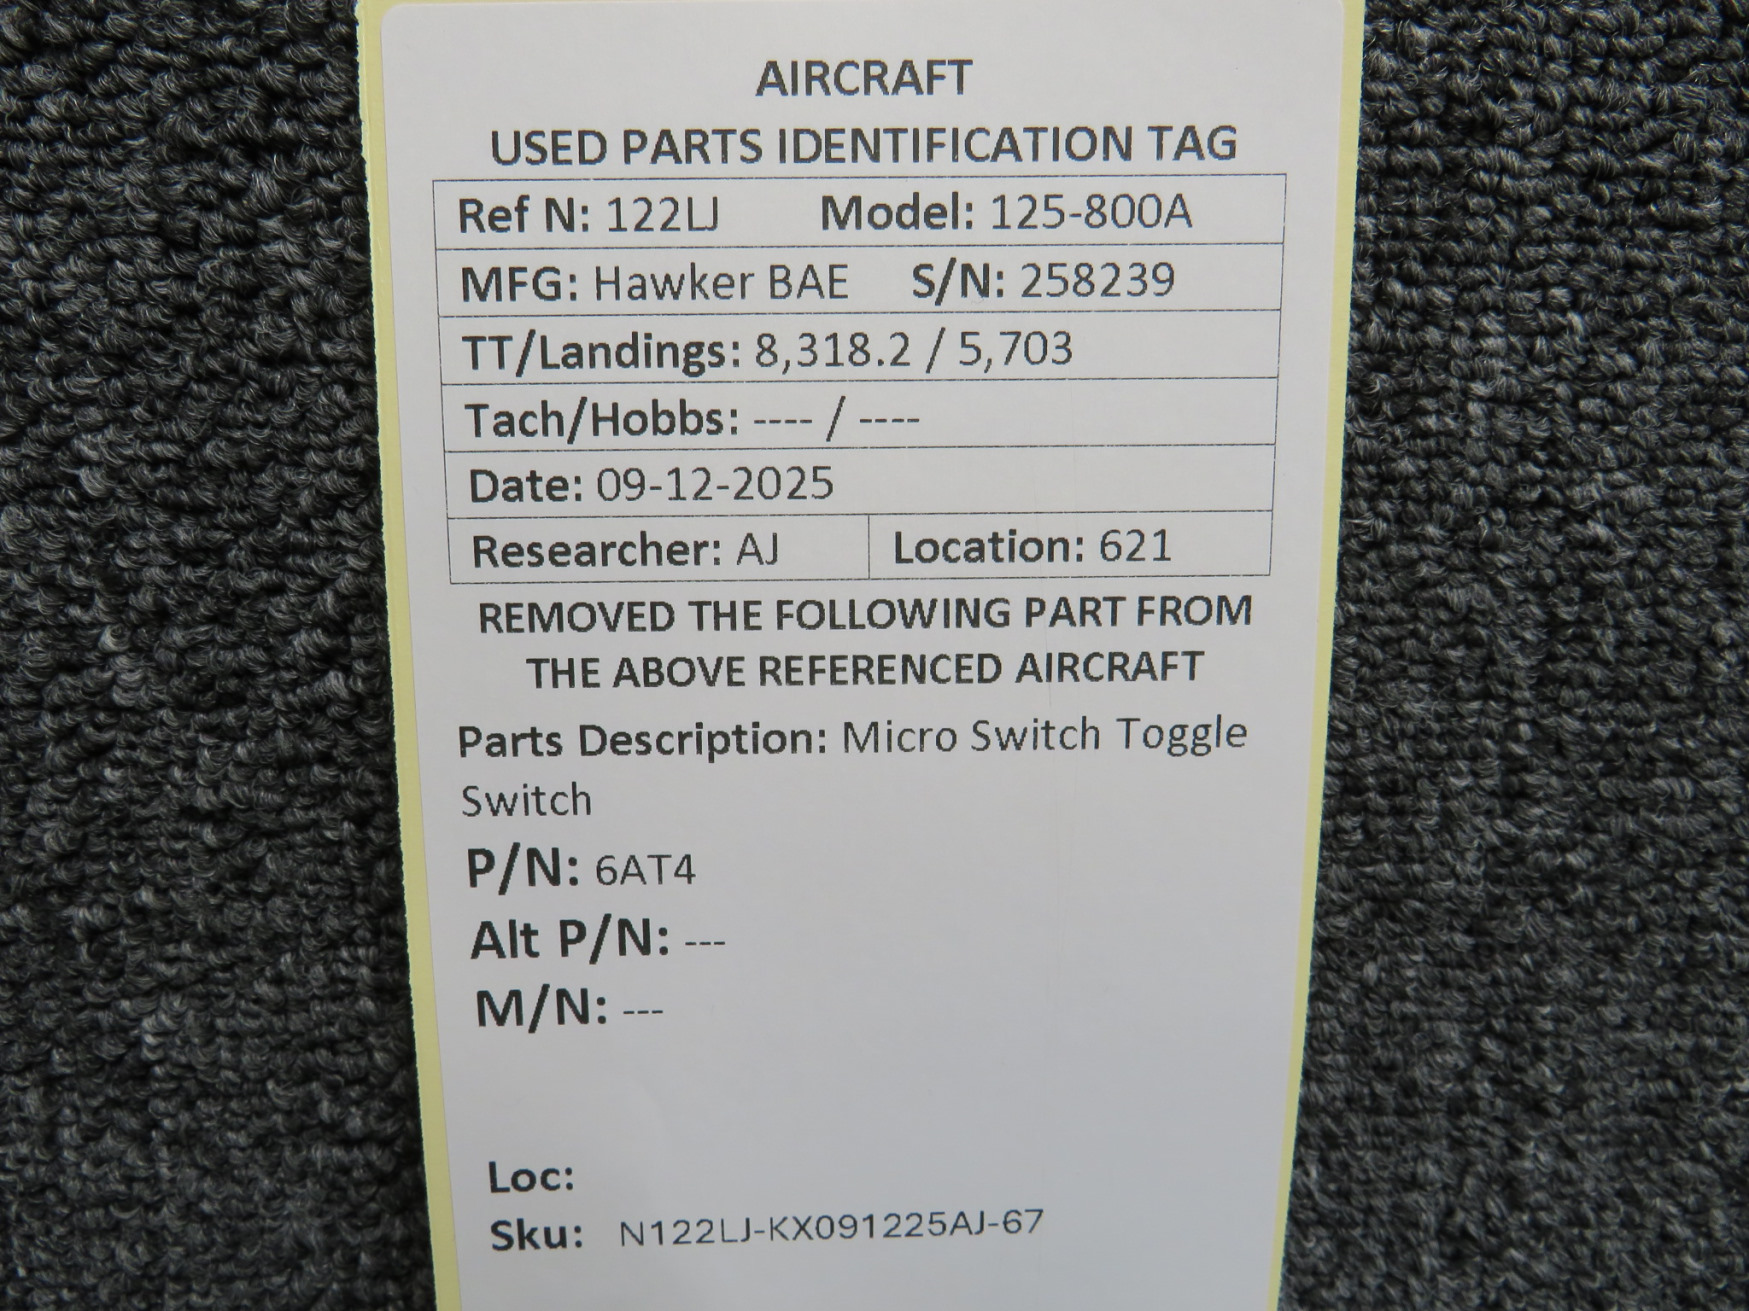 AIRCRAFT
USED PARTS IDENTIFICATION TAG
Ref N: 122LJ Model: 125-800A
MFG: Hawker BAE S/N: 258239
TT/Landings: 8,318.2 / 5,703
Tach/Hobbs: ---- / ----
Date: 09-12-2025
Researcher: AJ Location: 621
REMOVED THE FOLLOWING PART FROM
THE ABOVE REFERENCED AIRCRAFT
Parts Description: Micro Switch Toggle
Switch
P/N: 6AT4
Alt P/N: ---
M/N: ---
Loc:
Sku: N122LJ-KX091225AJ-67